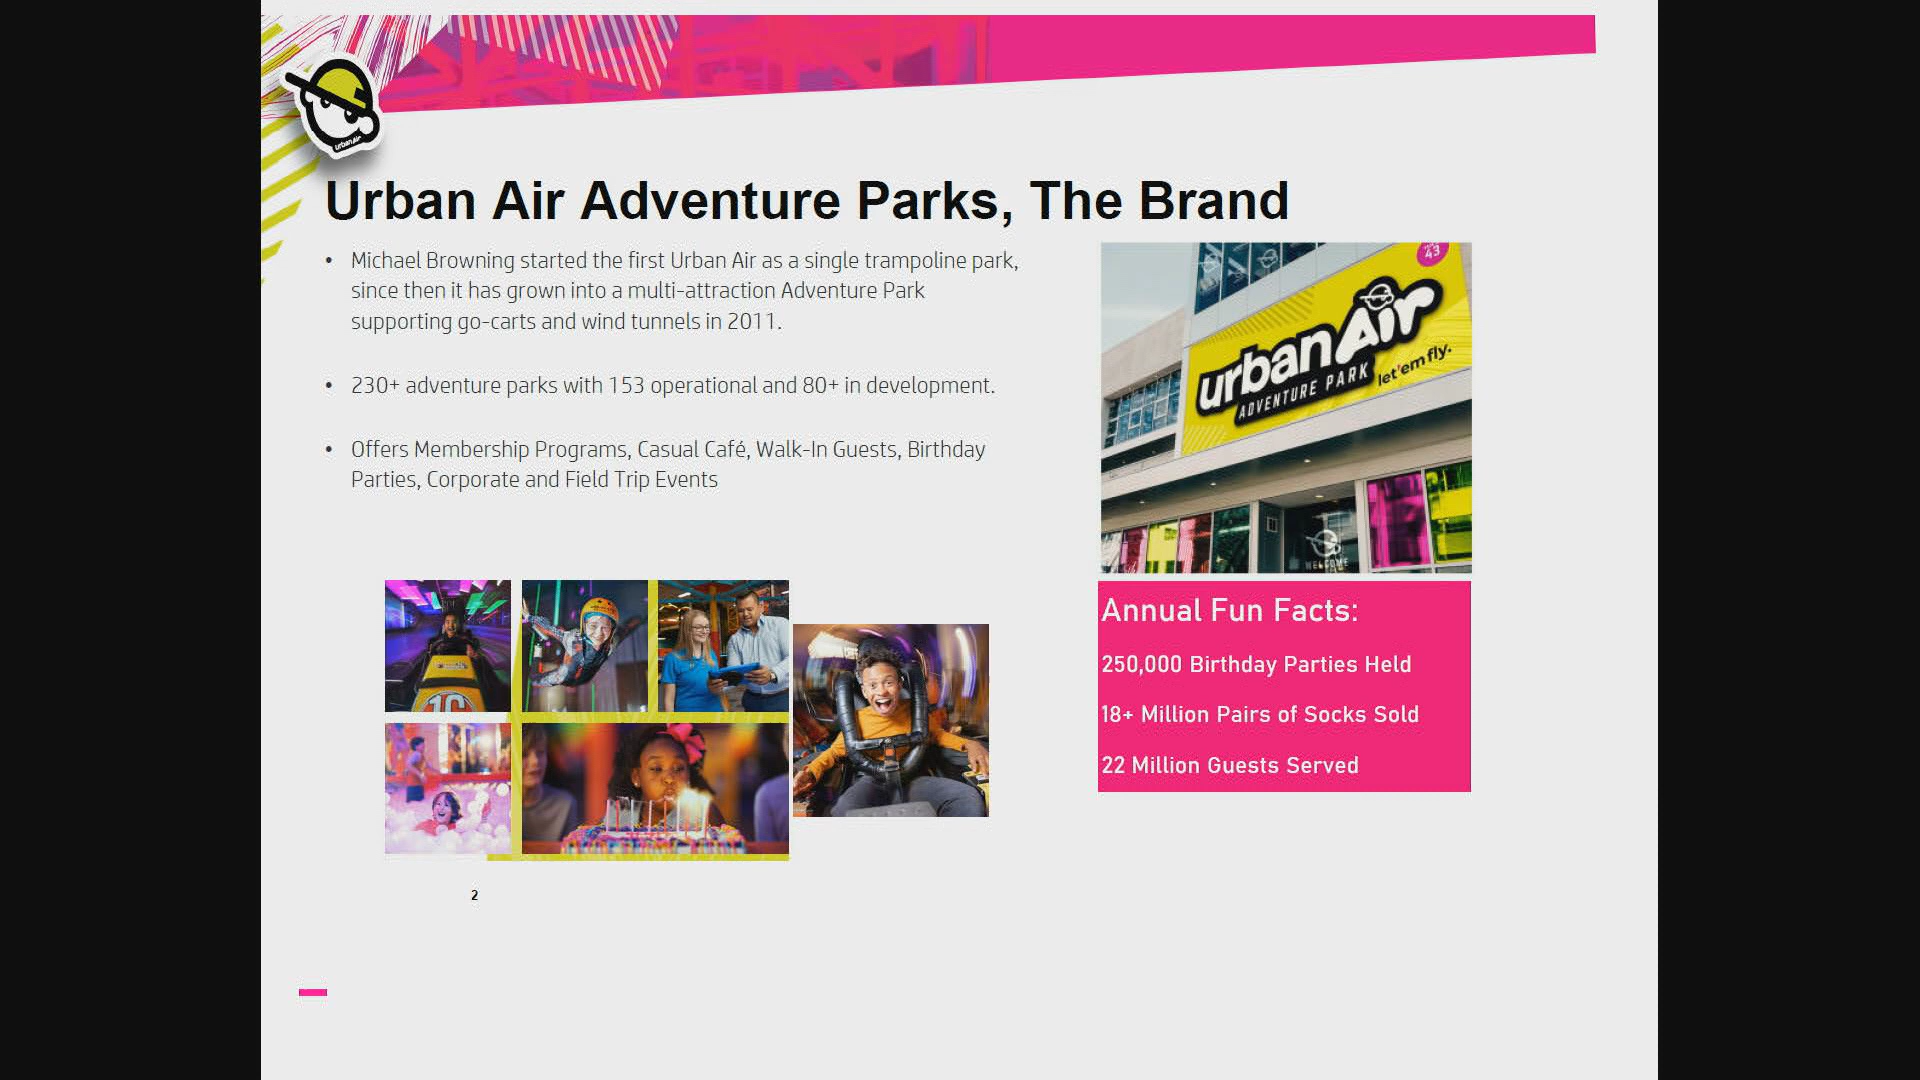 urbanAir
Urban Air Adventure Parks, The Brand
• Michael Browning started the first Urban Air as a single trampoline park,
since then it has grown into a multi-attraction Adventure Park
supporting go-carts and wind tunnels in 2011.
• 230+ adventure parks with 153 operational and 80+ in development.
• Offers Membership Programs, Casual Café, Walk-In Guests, Birthday
Parties, Corporate and Field Trip Events
43
urbanAir
ADVENTURE PARK
let'em fly.
WELCOME
16
Annual Fun Facts:
250,000 Birthday Parties Held
18+ Million Pairs of Socks Sold
22 Million Guests Served
2